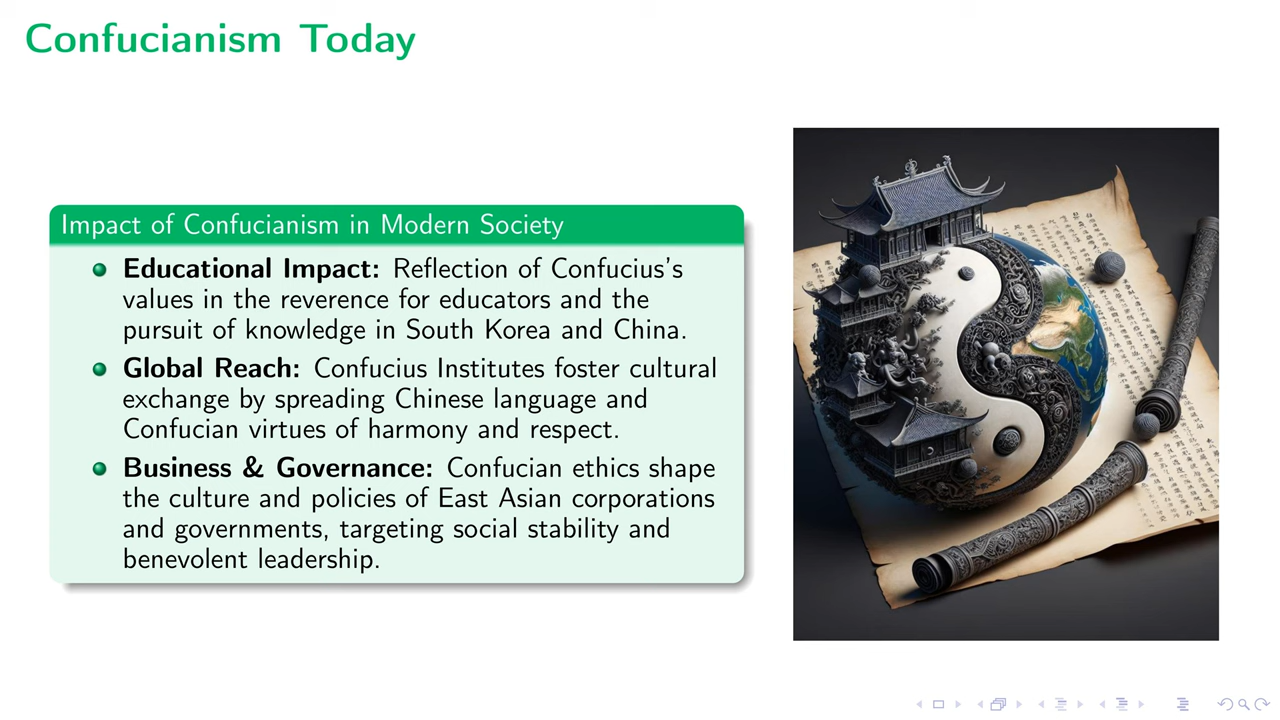 Confucianism Today
Impact of Confucianism in Modern Society
Educational Impact: Reflection of Confucius's
values in the reverence for educators and the
pursuit of knowledge in South Korea and China.
Global Reach: Confucius Institutes foster cultural
exchange by spreading Chinese language and
Confucian virtues of harmony and respect.
Business & Governance: Confucian ethics shape
the culture and policies of East Asian corporations
and governments, targeting social stability and
benevolent leadership.